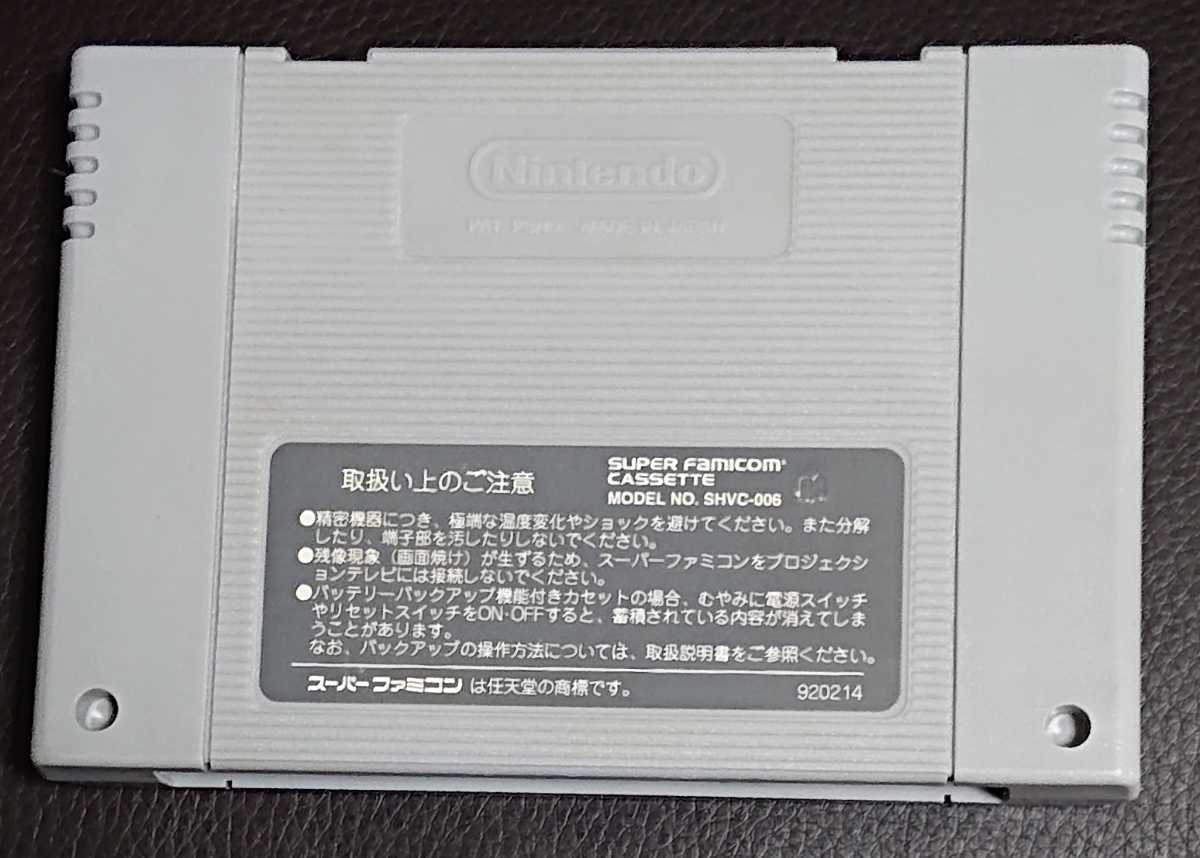 Nintendo
MADE IN JAPAN
取扱い上のご注意
SUPER FAMICOM
CASSETTE
MODEL NO. SHVC-006
●精密機器につき、極端な温度変化やショックを避けてください。また分解
したり、端子部を汚したりしないでください。
●残像現象（画面焼け）が生ずるため、スーパーファミコンをプロジェクシ
ョンテレビには接続しないでください。
●バッテリーバックアップ機能付きカセットの場合、むやみに電源スイッチ
やリセットスイッチをON・OFFすると、蓄積されている内容が消えてしま
うことがあります。
なお、バックアップの操作方法については、取扱説明書をご参照ください。
スーパーファミコン は任天堂の商標です。
920214